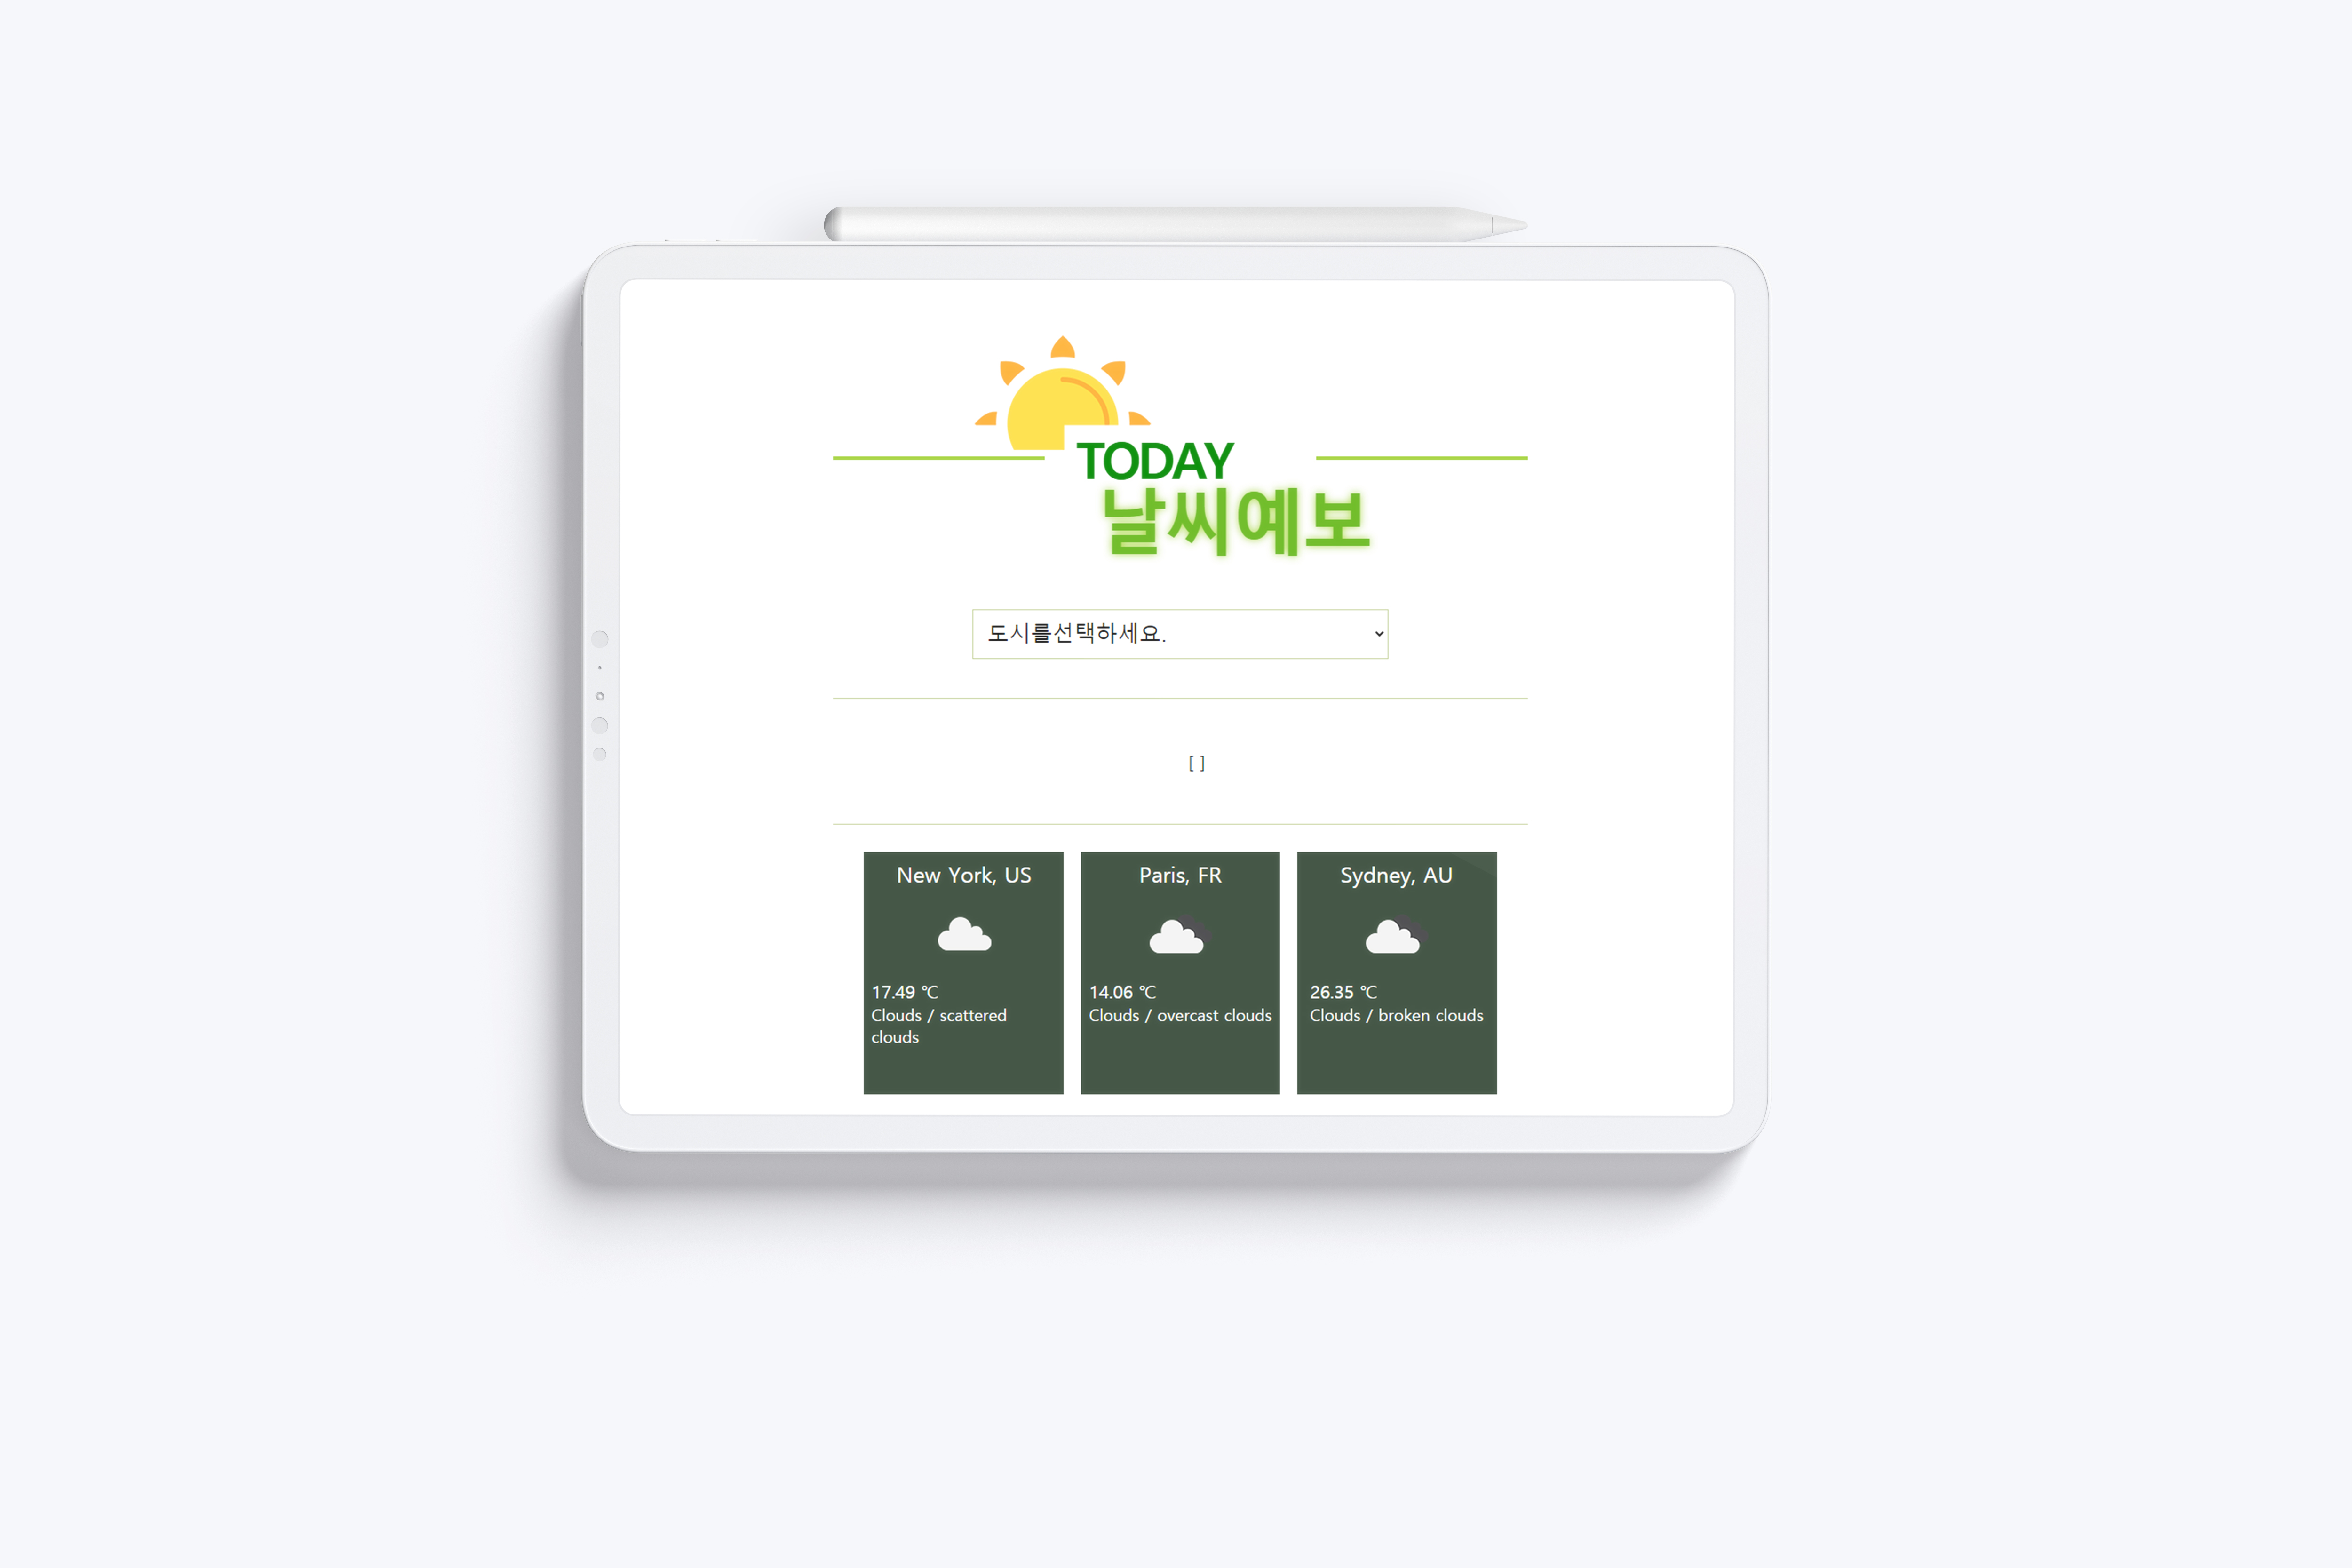 TODAY
날씨예보
도시를선택하세요.
[ ]
New York, US
17.49 ℃
Clouds / scattered
clouds
Paris, FR
14.06 ℃
Clouds / overcast clouds
Sydney, AU
26.35 ℃
Clouds / broken clouds